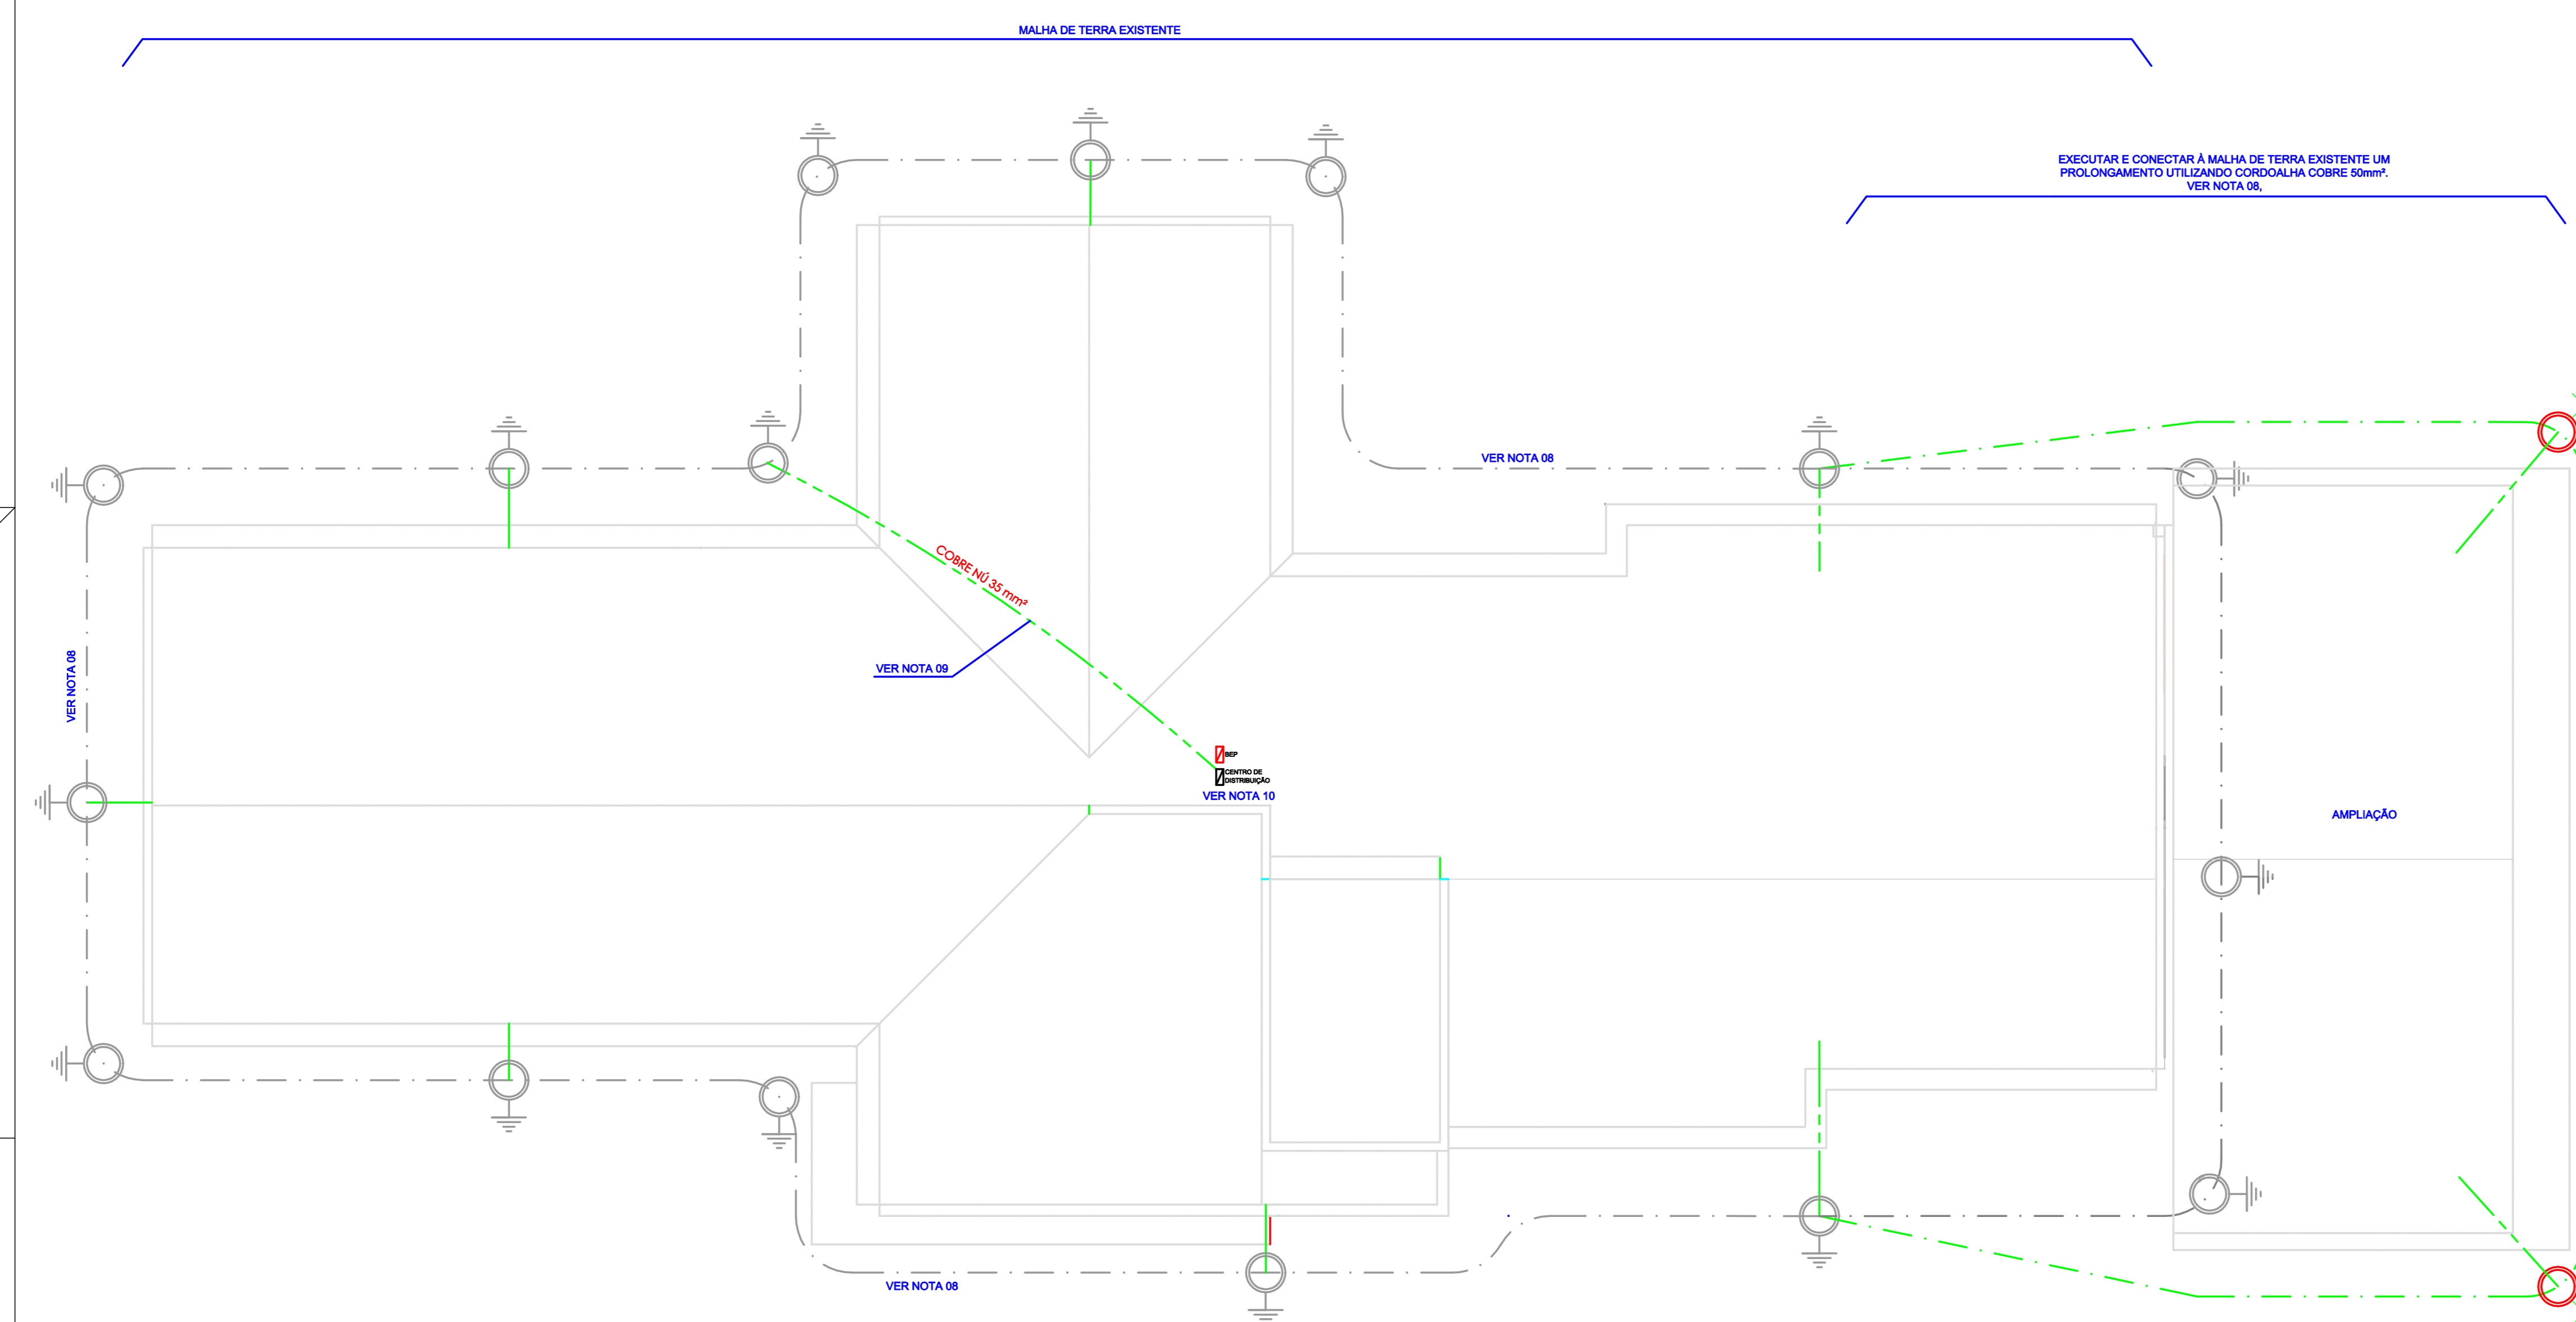 MALHA DE TERRA EXISTENTE
EXECUTAR E CONECTAR À MALHA DE TERRA EXISTENTE UM
PROLONGAMENTO UTILIZANDO CORDOALHA COBRE 50mm².
VER NOTA 08,
VER NOTA 08
COBRE NÚ 35 mm²
VER NOTA 09
VER NOTA 08
BEP
CENTRO DE
DISTRIBUIÇÃO
VER NOTA 10
AMPLIAÇÃO
VER NOTA 08